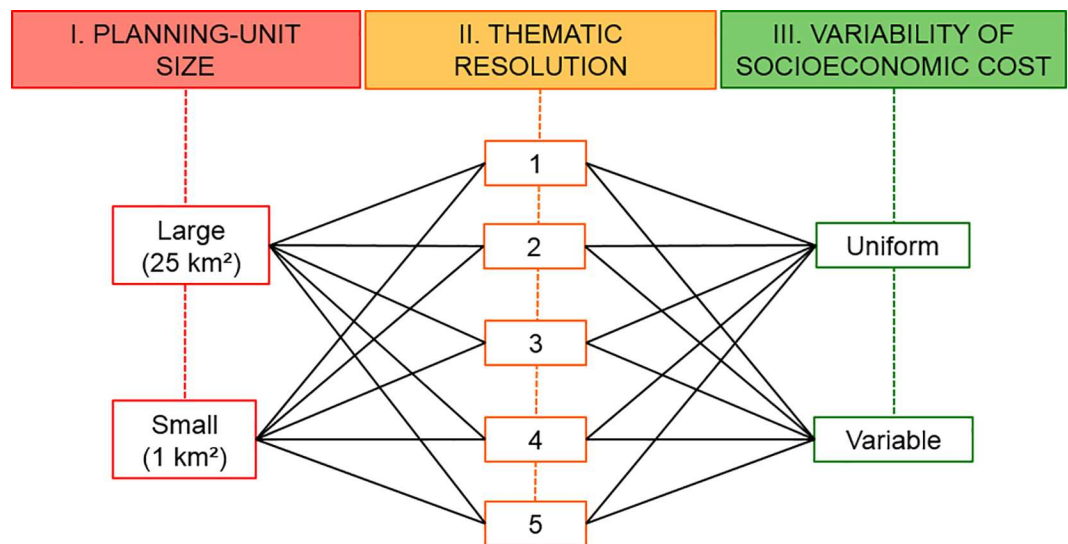 I. PLANNING-UNIT
SIZE
II. THEMATIC
RESOLUTION
III. VARIABILITY OF
SOCIOECONOMIC COST
Large
(25 km²)
Small
(1 km²)
1
2
3
4
5
Uniform
Variable